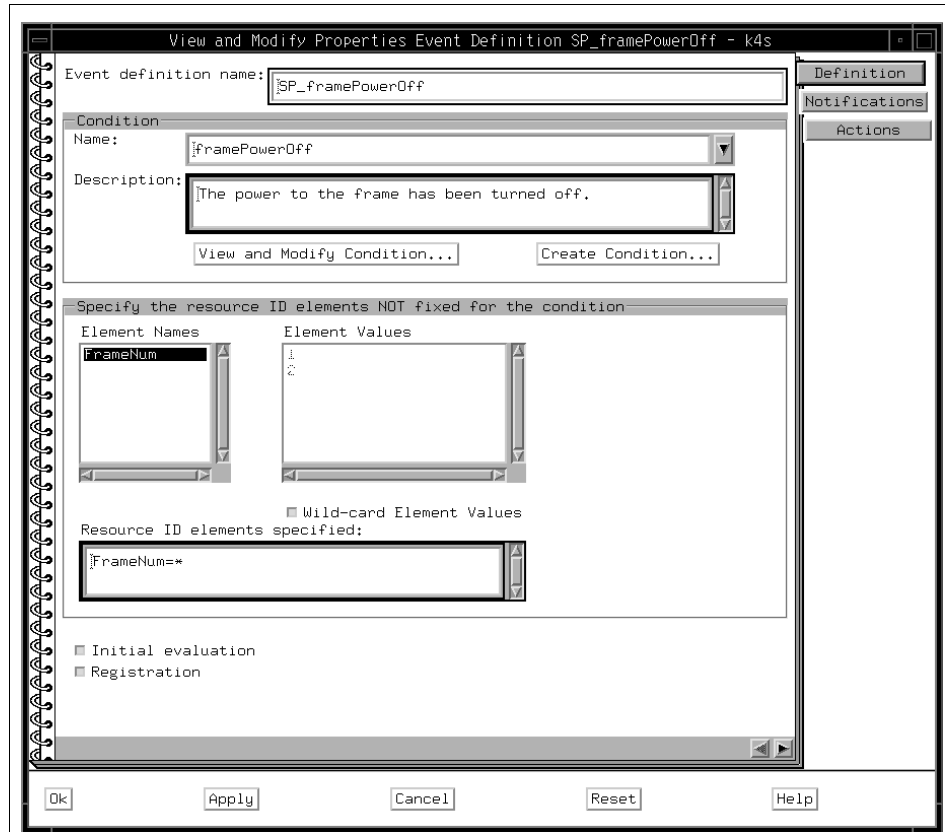 View and Modify Properties Event Definition SP_framePowerOff - k4s
Event definition name:
SP_framePowerOff
Definition
Notifications
Actions
Condition
Name:
framePowerOff
Description:
The power to the frame has been turned off.
View and Modify Condition...
Create Condition...
Specify the resource ID elements NOT fixed for the condition
Element Names
Element Values
FrameNum
1
2
Wild-card Element Values
Resource ID elements specified:
FrameNum=*
Initial evaluation
Registration
Ok
Apply
Cancel
Reset
Help